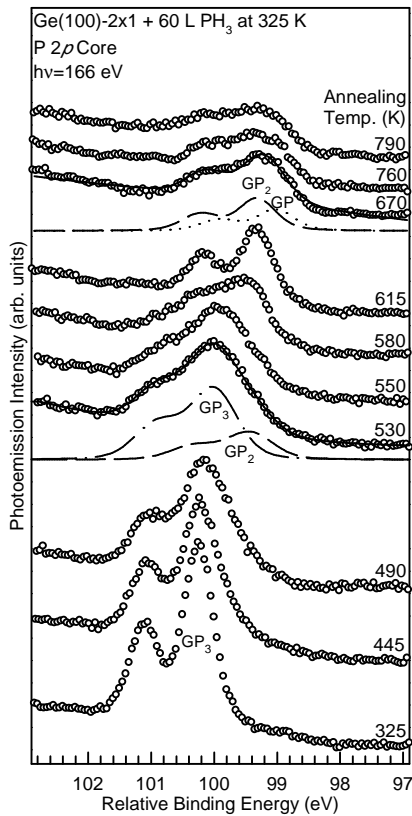 Ge(100)-2x1 + 60 L PH₃ at 325 K
P 2p Core
hν=166 eV
Annealing
Temp. (K)
790
760
670
GP₂
GP
615
580
550
530
GP₃
GP₂
490
445
GP₃
325
Photoemission Intensity (arb. units)
102 101 100 99 98 97
Relative Binding Energy (eV)